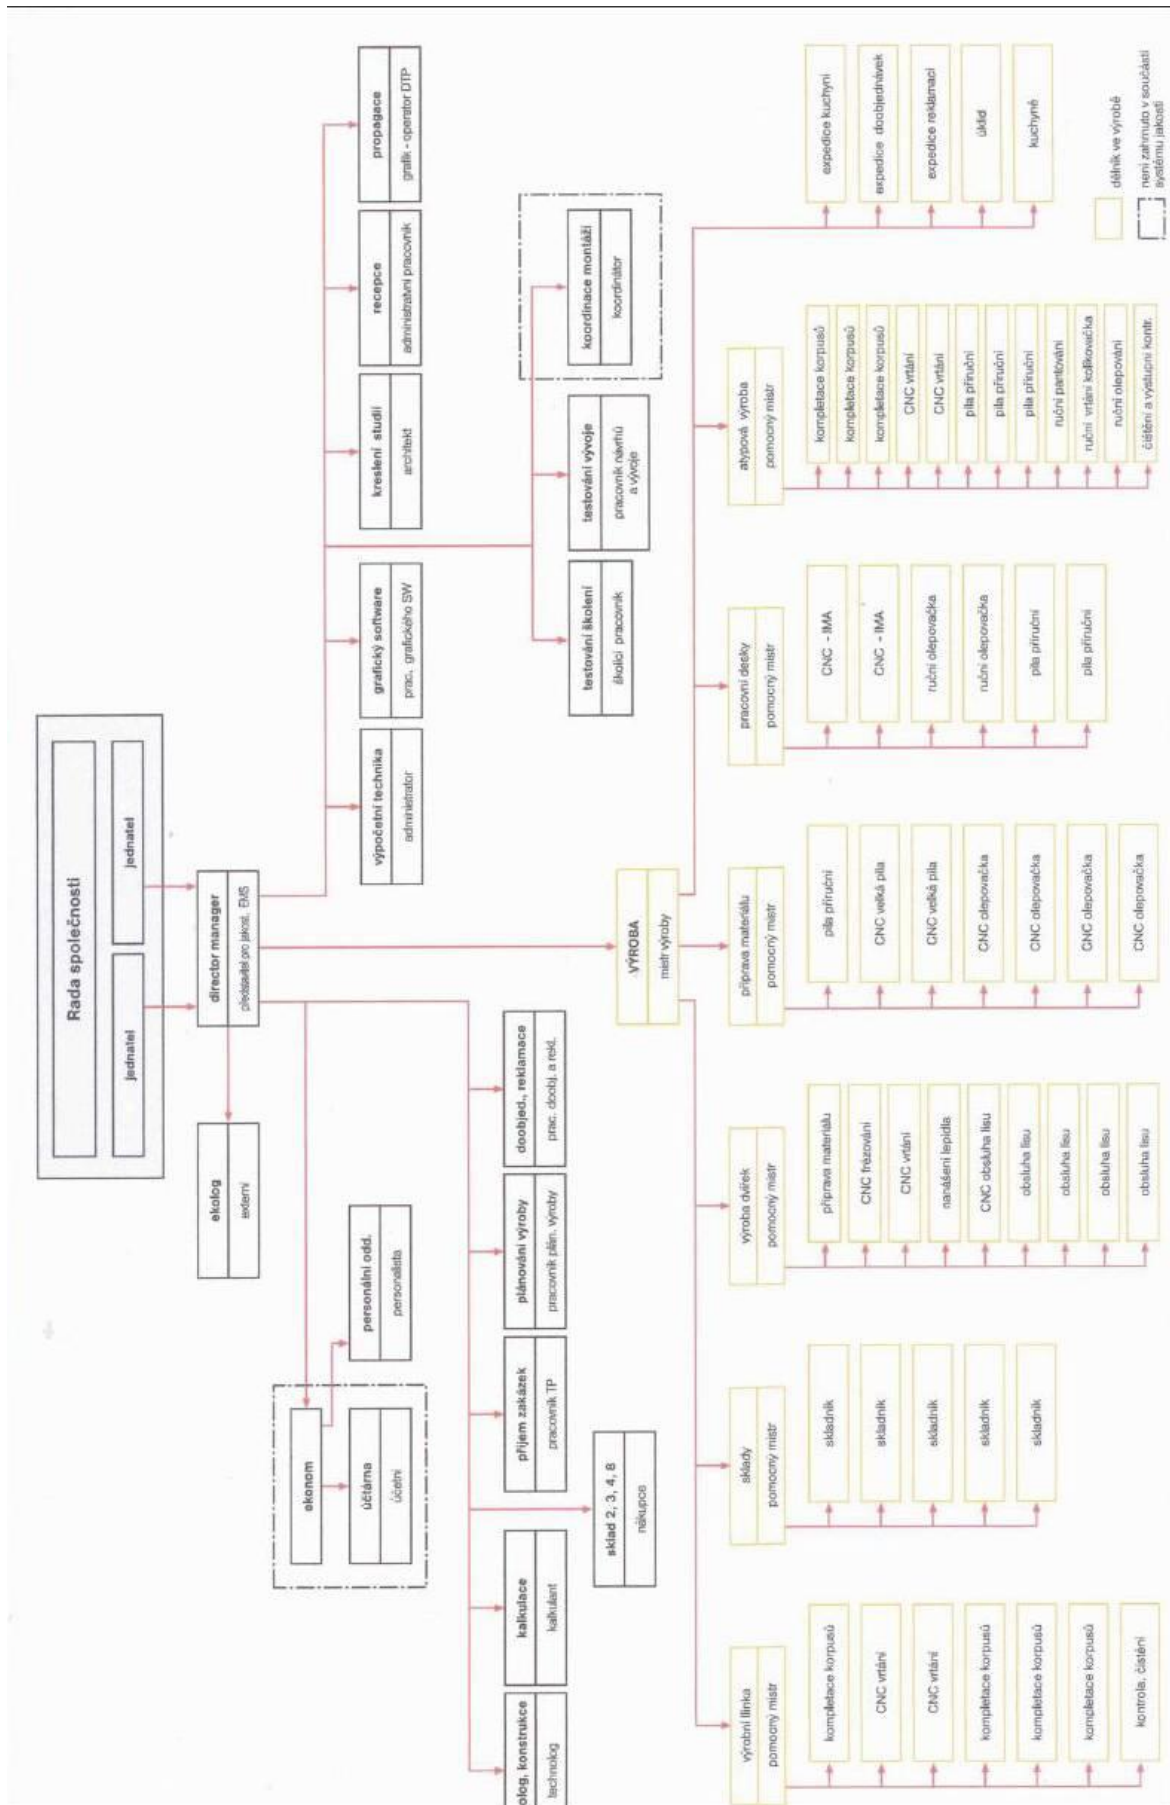 Rada společnosti
jednatel
jednatel
director manager
představitel pro jakost, EMS
ekolog
externí
ekonom
účtárna
účetní
personální odd.
personalista
výpočetní technika
administrator
grafický software
prac. grafického SW
kreslení studií
architekt
recepce
administrativní pracovník
propagace
grafik - operator DTP
olog, konstrukce
technolog
kalkulace
kalkulant
příjem zakázek
pracovník TP
plánování výroby
pracovník plán. výroby
doobjed., reklamace
prac. doobj. a rekl.
sklad 2, 3, 4, 8
nákupos
testování školení
školící pracovník
testování vývoje
pracovník návrhů
a vývoje
koordinace montáží
koordinátor
VÝROBA
mistr výroby
výrobní llinka
pomocný mistr
kompletace korpusů
CNC vrtání
CNC vrtání
kompletace korpusů
kompletace korpusů
kompletace korpusů
kontrola, čistění
sklady
pomocný mistr
skladník
skladník
skladník
skladník
skladník
výroba dvířek
pomocný mistr
příprava materiálu
CNC frézování
CNC vrtání
nanášení lepidla
CNC obsluha lisu
obsluha lisu
obsluha lisu
obsluha lisu
obsluha lisu
příprava materiálu
pomocný mistr
pila příruční
CNC velká pila
CNC velká pila
CNC olepovačka
CNC olepovačka
CNC olepovačka
CNC olepovačka
pracovní desky
pomocný mistr
CNC - IMA
CNC - IMA
ruční olepovačka
ruční olepovačka
pila příruční
pila příruční
atypová výroba
pomocný mistr
kompletace korpusů
kompletace korpusů
kompletace korpusů
CNC vrtání
CNC vrtání
pila příruční
pila příruční
pila příruční
ruční pantování
ruční vrtání kolíkovačka
ruční olepování
čištění a výstupní kontr.
expedice kuchyní
expedice doobjednávek
expedice reklamací
úklid
kuchyně
dělník ve výrobě
není zahrnuto v součásti
systému jakosti